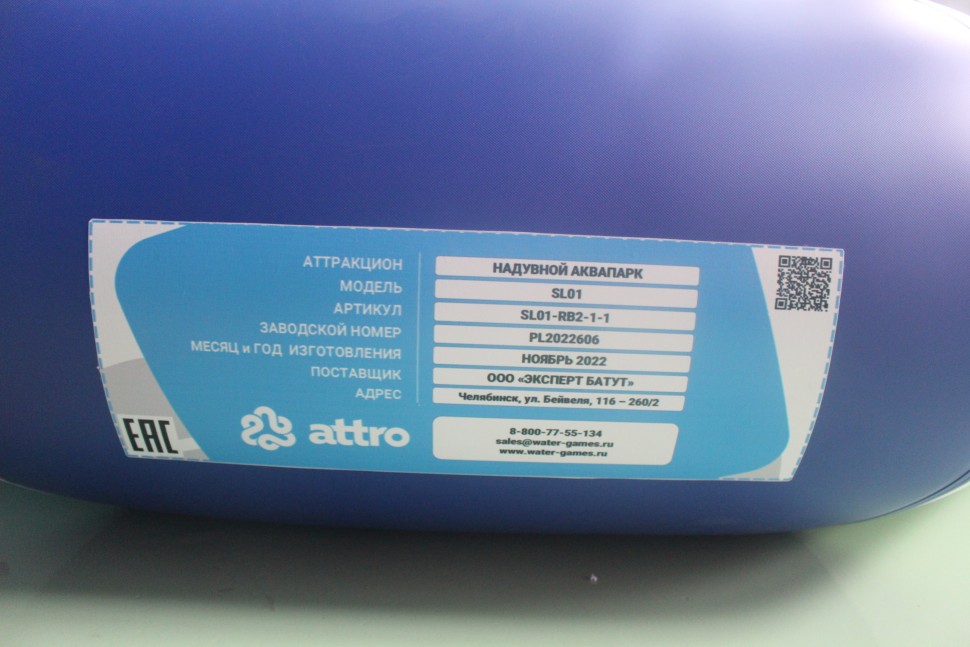 АТТРАКЦИОН НАДУВНОЙ АКВАПАРК
МОДЕЛЬ SL01
АРТИКУЛ SL01-RB2-1-1
ЗАВОДСКОЙ НОМЕР PL2022606
МЕСЯЦ и ГОД ИЗГОТОВЛЕНИЯ НОЯБРЬ 2022
ПОСТАВЩИК ООО «ЭКСПЕРТ БАТУТ»
АДРЕС Челябинск, ул. Бейвеля, 116 – 260/2
EAC
attro
8-800-77-55-134
sales@water-games.ru
www.water-games.ru